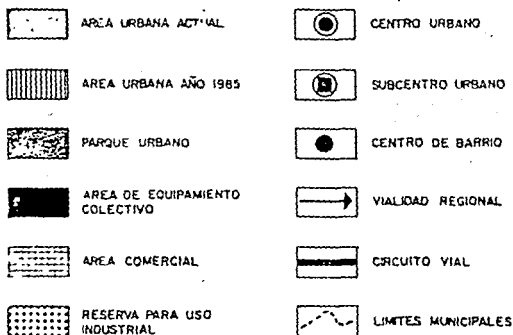 AREA URBANA ACTUAL
AREA URBANA AÑO 1985
PARQUE URBANO
AREA DE EQUIPAMIENTO
COLECTIVO
AREA COMERCIAL
RESERVA PARA USO
INDUSTRIAL
CENTRO URBANO
SUBCENTRO URBANO
CENTRO DE BARRIO
VIALIDAD REGIONAL
CIRCUITO VIAL
LIMITES MUNICIPALES